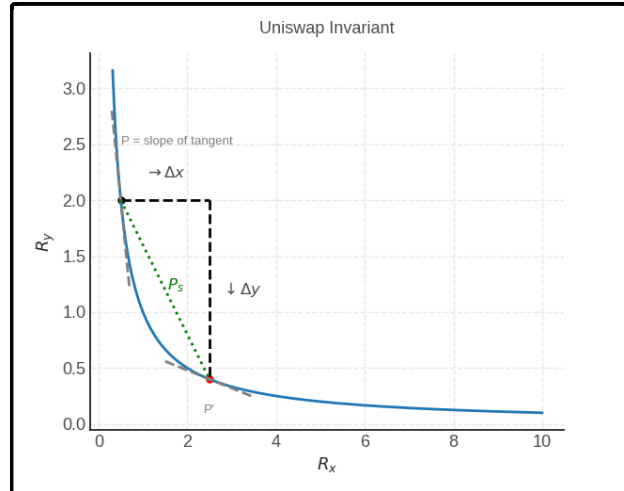 Uniswap Invariant
3.0
P = slope of tangent
2.5
→ Δx
2.0
R_y
1.5
P_s
↓ Δy
1.0
0.5
P'
0.0
0 2 4 6 8 10
R_x